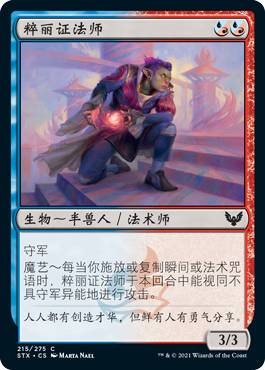 粹丽证法师
生物～半兽人／法术师
守军
魔艺～每当你施放或复制瞬间或法术咒
语时，粹丽证法师于本回合中能视同不
具守军异能地进行攻击。
人人都有创造才华，但鲜有人有勇气分享。
3/3
215/275 C
STX • CS MARTA NAEL
™ & © 2021 Wizards of the Coast